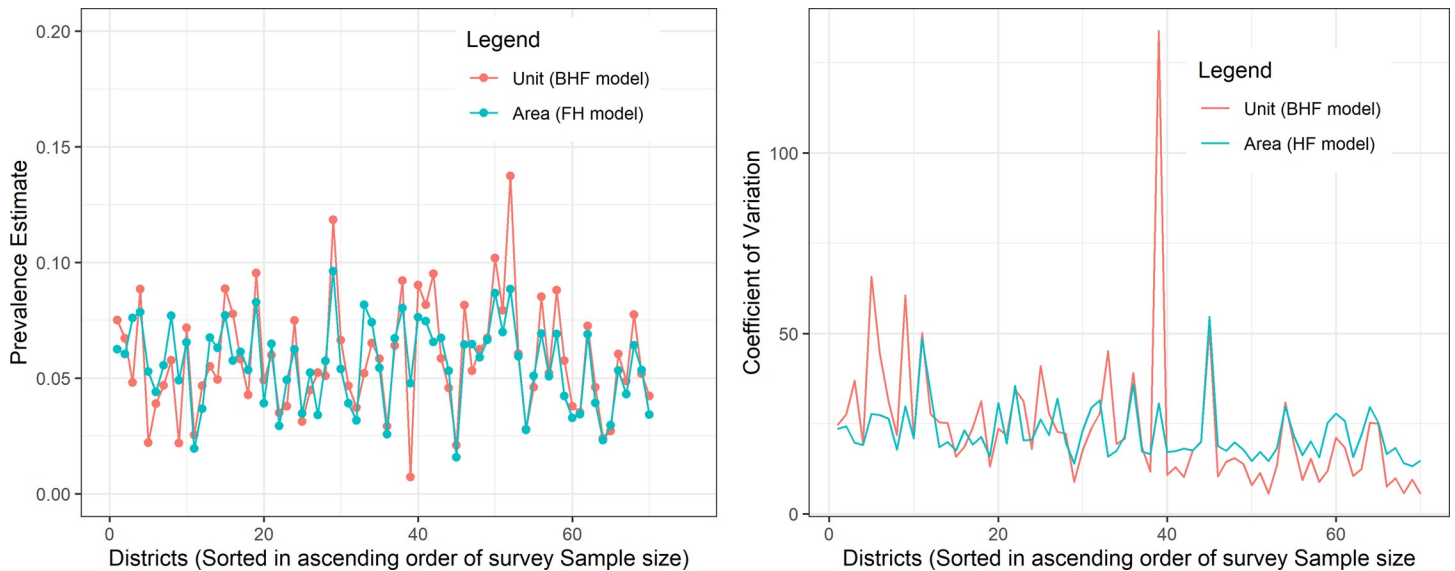 Legend
Unit (BHF model)
Area (FH model)
0.20
0.15
0.10
0.05
0.00
Prevalence Estimate
0
20
40
60
Districts (Sorted in ascending order of survey Sample size)
Legend
Unit (BHF model)
Area (HF model)
100
50
0
Coefficient of Variation
0
20
40
60
Districts (Sorted in ascending order of survey Sample size